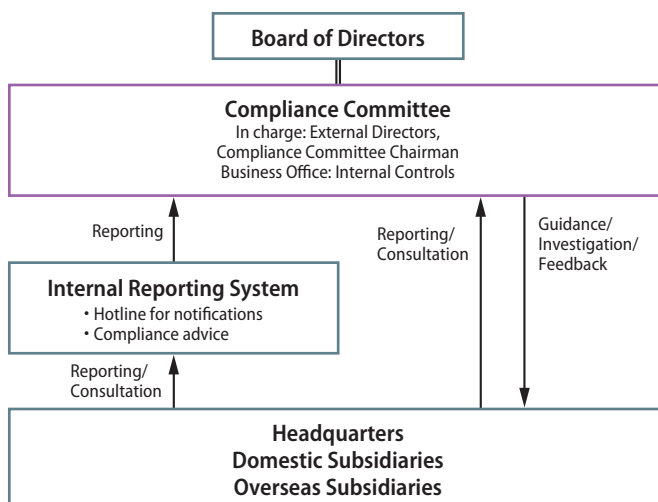 Board of Directors
Compliance Committee
In charge: External Directors,
Compliance Committee Chairman
Business Office: Internal Controls
Reporting
Reporting/
Consultation
Guidance/
Investigation/
Feedback
Internal Reporting System
• Hotline for notifications
• Compliance advice
Reporting/
Consultation
Headquarters
Domestic Subsidiaries
Overseas Subsidiaries